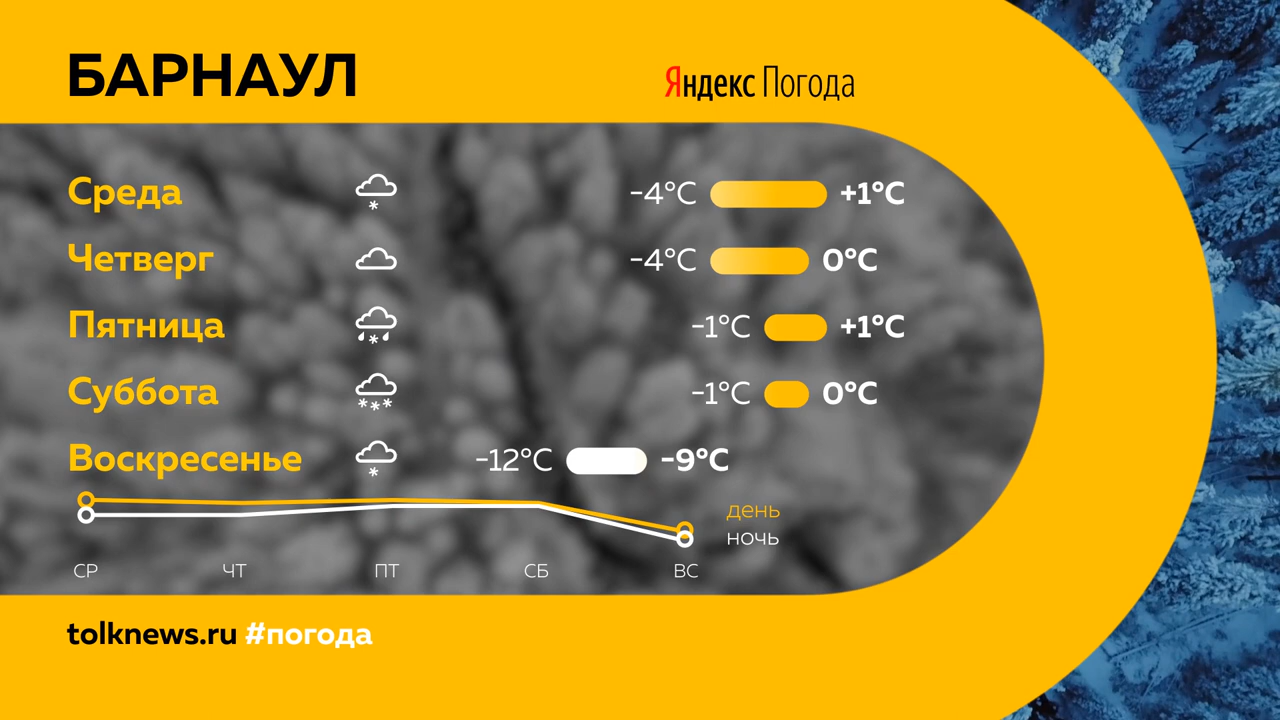 БАРНАУЛ
Яндекс Погода
Среда -4°C +1°C
Четверг -4°C 0°C
Пятница -1°C +1°C
Суббота -1°C 0°C
Воскресенье -12°C -9°C
день
ночь
СР ЧТ ПТ СБ ВС
tolknews.ru #погода